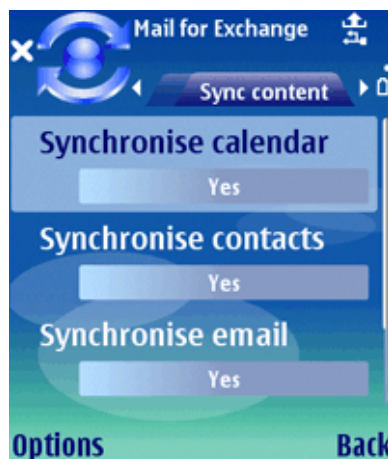 Mail for Exchange
Sync content
Synchronise calendar
Yes
Synchronise contacts
Yes
Synchronise email
Yes
Options Back